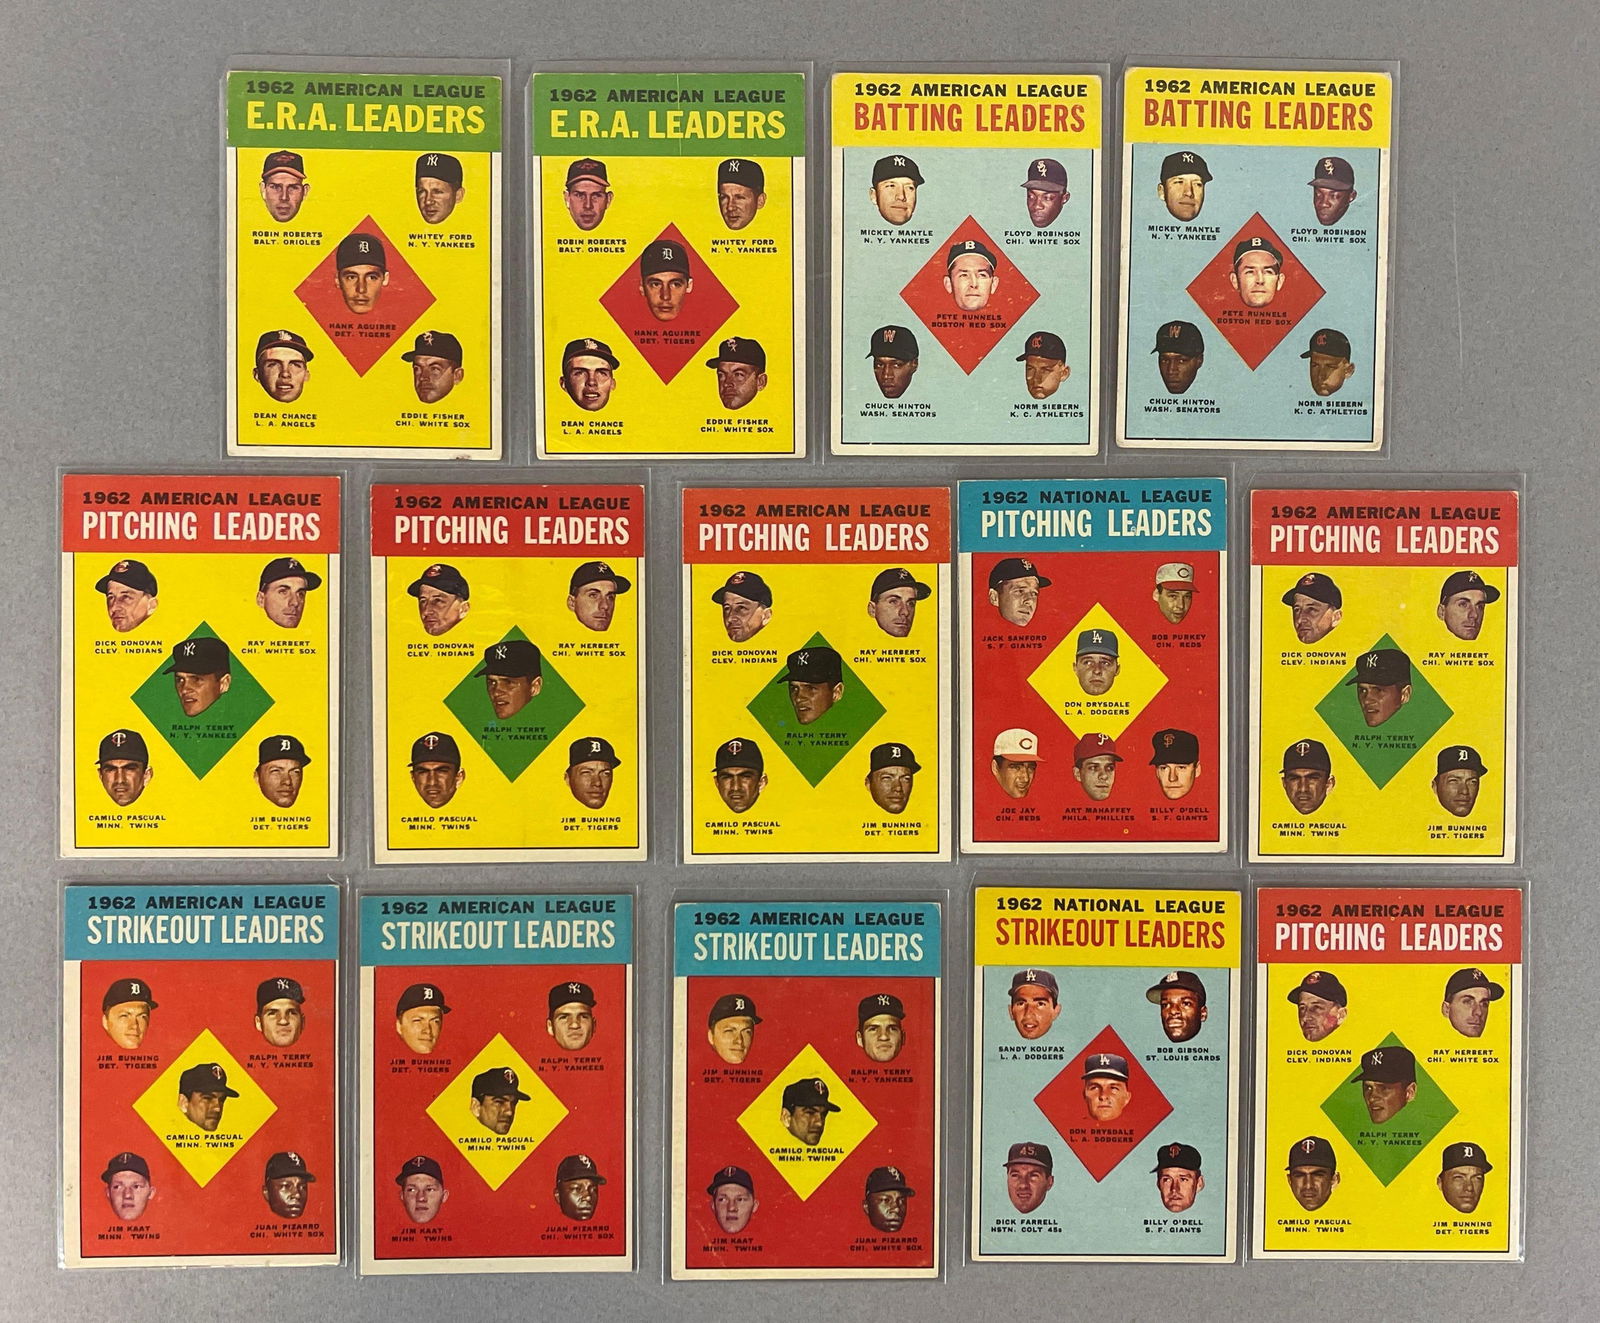 1962 AMERICAN LEAGUE
E.R.A. LEADERS
ROBIN ROBERTS
BALT. ORIOLES
WHITEY FORD
N. Y. YANKEES
HANK AGUIRRE
DET. TIGERS
DEAN CHANCE
L. A. ANGELS
EDDIE FISHER
CHI. WHITE SOX
1962 AMERICAN LEAGUE
E.R.A. LEADERS
ROBIN ROBERTS
BALT. ORIOLES
WHITEY FORD
N. Y. YANKEES
HANK AGUIRRE
DET. TIGERS
DEAN CHANCE
L. A. ANGELS
EDDIE FISHER
CHI. WHITE SOX
1962 AMERICAN LEAGUE
BATTING LEADERS
MICKEY MANTLE
N. Y. YANKEES
FLOYD ROBINSON
CHI. WHITE SOX
PETE RUNNELS
BOSTON RED SOX
CHUCK HINTON
WASH. SENATORS
NORM SIEBERN
K. C. ATHLETICS
1962 AMERICAN LEAGUE
BATTING LEADERS
MICKEY MANTLE
N. Y. YANKEES
FLOYD ROBINSON
CHI. WHITE SOX
PETE RUNNELS
BOSTON RED SOX
CHUCK HINTON
WASH. SENATORS
NORM SIEBERN
K. C. ATHLETICS
1962 AMERICAN LEAGUE
PITCHING LEADERS
DICK DONOVAN
CLEV. INDIANS
RAY HERBERT
CHI. WHITE SOX
RALPH TERRY
N. Y. YANKEES
CAMILO PASCUAL
MINN. TWINS
JIM BUNNING
DET. TIGERS
1962 AMERICAN LEAGUE
PITCHING LEADERS
DICK DONOVAN
CLEV. INDIANS
RAY HERBERT
CHI. WHITE SOX
RALPH TERRY
N. Y. YANKEES
CAMILO PASCUAL
MINN. TWINS
JIM BUNNING
DET. TIGERS
1962 AMERICAN LEAGUE
PITCHING LEADERS
DICK DONOVAN
CLEV. INDIANS
RAY HERBERT
CHI. WHITE SOX
RALPH TERRY
N. Y. YANKEES
CAMILO PASCUAL
MINN. TWINS
JIM BUNNING
DET. TIGERS
1962 NATIONAL LEAGUE
PITCHING LEADERS
JACK SANFORD
S. F. GIANTS
BOB PURKEY
CIN. REDS
DON DRYSDALE
L. A. DODGERS
JOE JAY
CIN. REDS
ART MAHAFFEY
PHILA. PHILLIES
BILLY O'DELL
S. F. GIANTS
1962 AMERICAN LEAGUE
PITCHING LEADERS
DICK DONOVAN
CLEV. INDIANS
RAY HERBERT
CHI. WHITE SOX
RALPH TERRY
N. Y. YANKEES
CAMILO PASCUAL
MINN. TWINS
JIM BUNNING
DET. TIGERS
1962 AMERICAN LEAGUE
STRIKEOUT LEADERS
JIM BUNNING
DET. TIGERS
RALPH TERRY
N. Y. YANKEES
CAMILO PASCUAL
MINN. TWINS
JIM KAAT
MINN. TWINS
JUAN PIZARRO
CHI. WHITE SOX
1962 AMERICAN LEAGUE
STRIKEOUT LEADERS
JIM BUNNING
DET. TIGERS
RALPH TERRY
N. Y. YANKEES
CAMILO PASCUAL
MINN. TWINS
JIM KAAT
MINN. TWINS
JUAN PIZARRO
CHI. WHITE SOX
1962 AMERICAN LEAGUE
STRIKEOUT LEADERS
JIM BUNNING
DET. TIGERS
RALPH TERRY
N. Y. YANKEES
CAMILO PASCUAL
MINN. TWINS
JIM KAAT
MINN. TWINS
JUAN PIZARRO
CHI. WHITE SOX
1962 NATIONAL LEAGUE
STRIKEOUT LEADERS
SANDY KOUFAX
L. A. DODGERS
BOB GIBSON
ST. LOUIS CARDS
DON DRYSDALE
L. A. DODGERS
DICK FARRELL
HSTN. COLT 45s
BILLY O'DELL
S. F. GIANTS
1962 AMERICAN LEAGUE
PITCHING LEADERS
DICK DONOVAN
CLEV. INDIANS
RAY HERBERT
CHI. WHITE SOX
RALPH TERRY
N. Y. YANKEES
CAMILO PASCUAL
MINN. TWINS
JIM BUNNING
DET. TIGERS